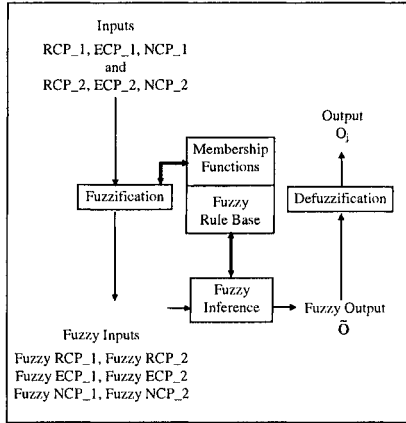 Inputs
RCP_1, ECP_1, NCP_1
and
RCP_2, ECP_2, NCP_2
Output
Oj
Membership
Functions
Fuzzification
Fuzzy
Rule Base
Defuzzification
Fuzzy
Inference
Fuzzy Output
Õ
Fuzzy Inputs
Fuzzy RCP_1, Fuzzy RCP_2
Fuzzy ECP_1, Fuzzy ECP_2
Fuzzy NCP_1, Fuzzy NCP_2